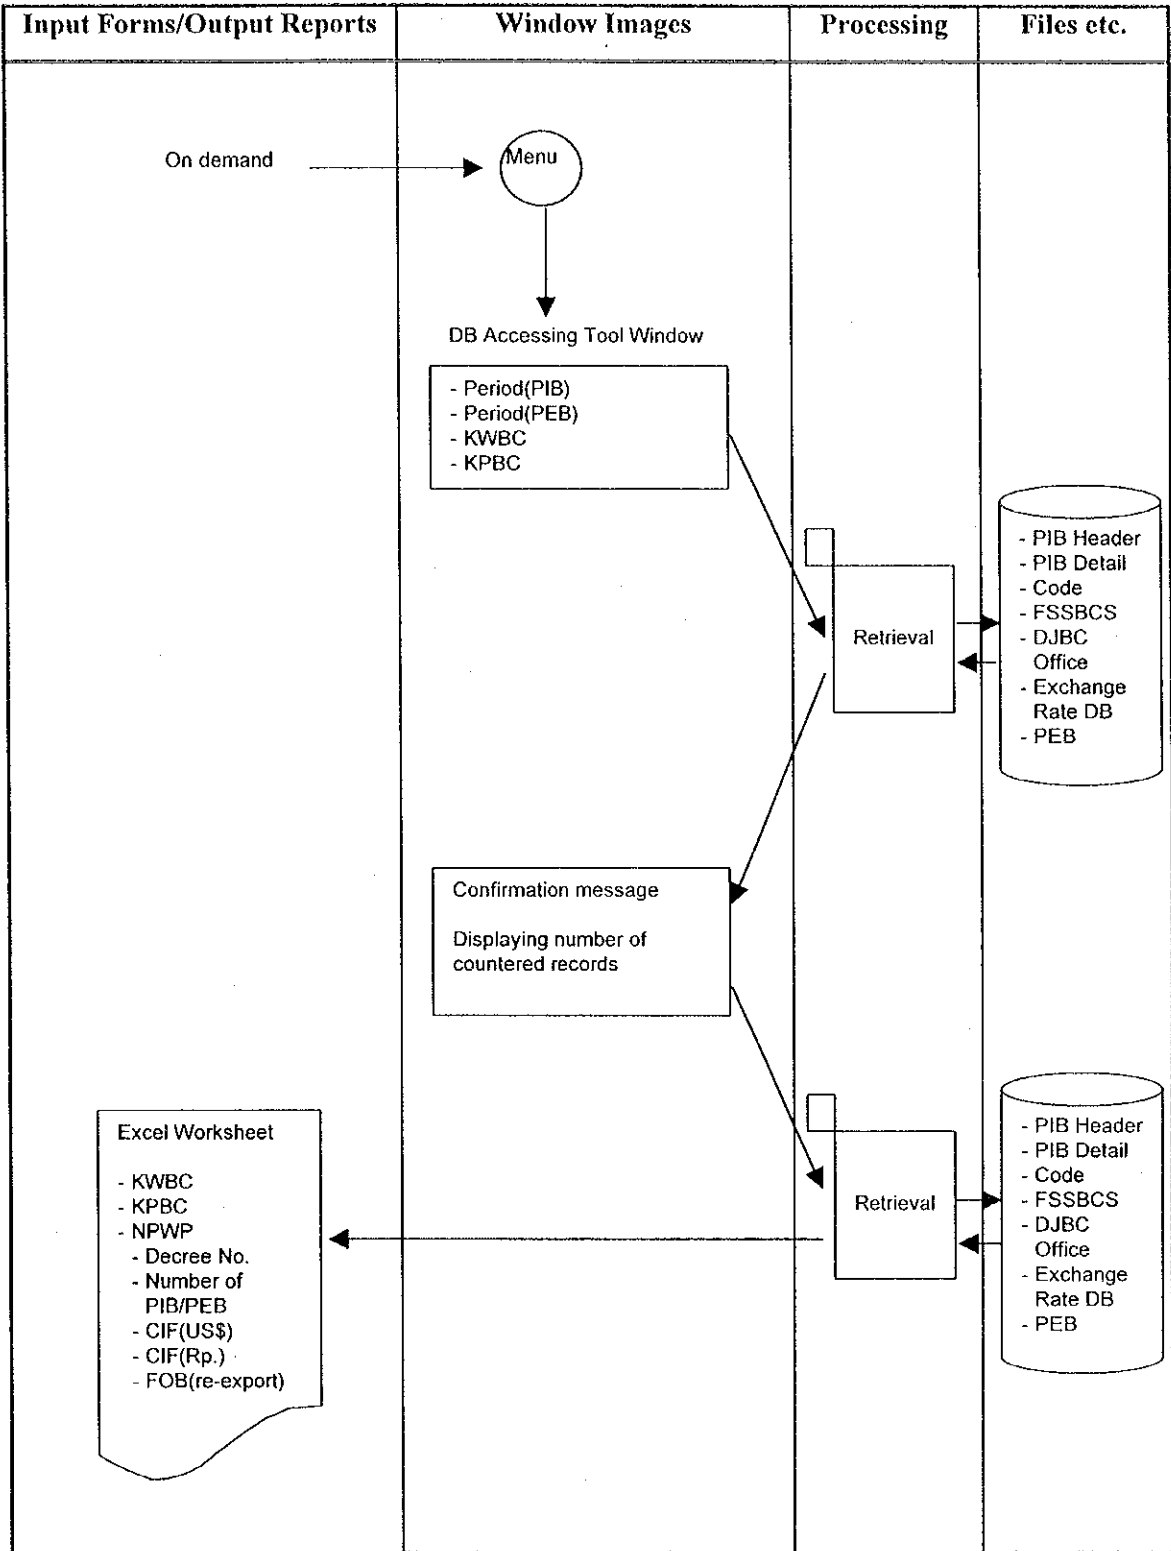 Input Forms/Output Reports
Window Images
Processing
Files etc.
On demand
Menu
DB Accessing Tool Window
- Period(PIB)
- Period(PEB)
- KWBC
- KPBC
Retrieval
- PIB Header
- PIB Detail
- Code
- FSSBCS
- DJBC
Office
- Exchange
Rate DB
- PEB
Confirmation message
Displaying number of
countered records
Excel Worksheet
- KWBC
- KPBC
- NPWP
- Decree No.
- Number of
PIB/PEB
- CIF(US$)
- CIF(Rp.)
- FOB(re-export)
Retrieval
- PIB Header
- PIB Detail
- Code
- FSSBCS
- DJBC
Office
- Exchange
Rate DB
- PEB